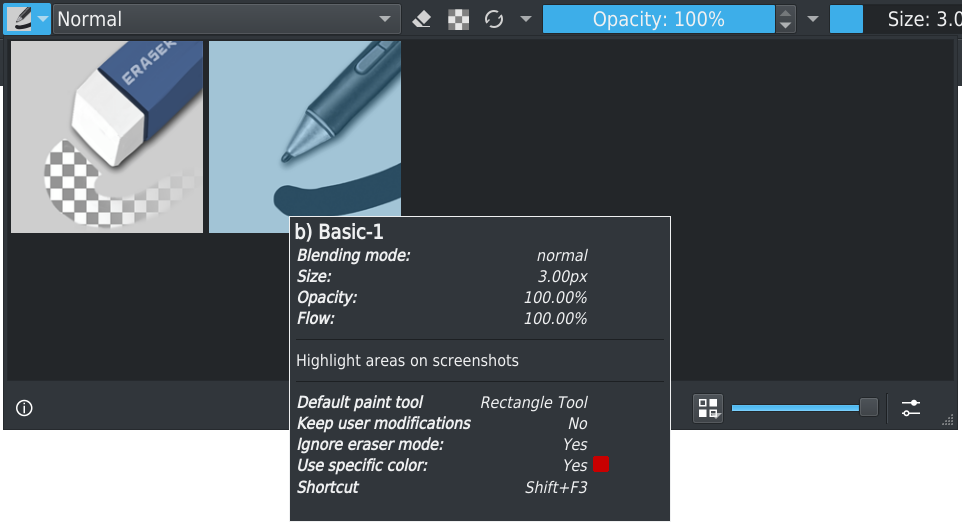 Normal
Opacity: 100%
Size: 3.0
ERASER
b) Basic-1
Blending mode: normal
Size: 3.00px
Opacity: 100.00%
Flow: 100.00%
Highlight areas on screenshots
Default paint tool Rectangle Tool
Keep user modifications No
Ignore eraser mode: Yes
Use specific color: Yes
Shortcut Shift+F3